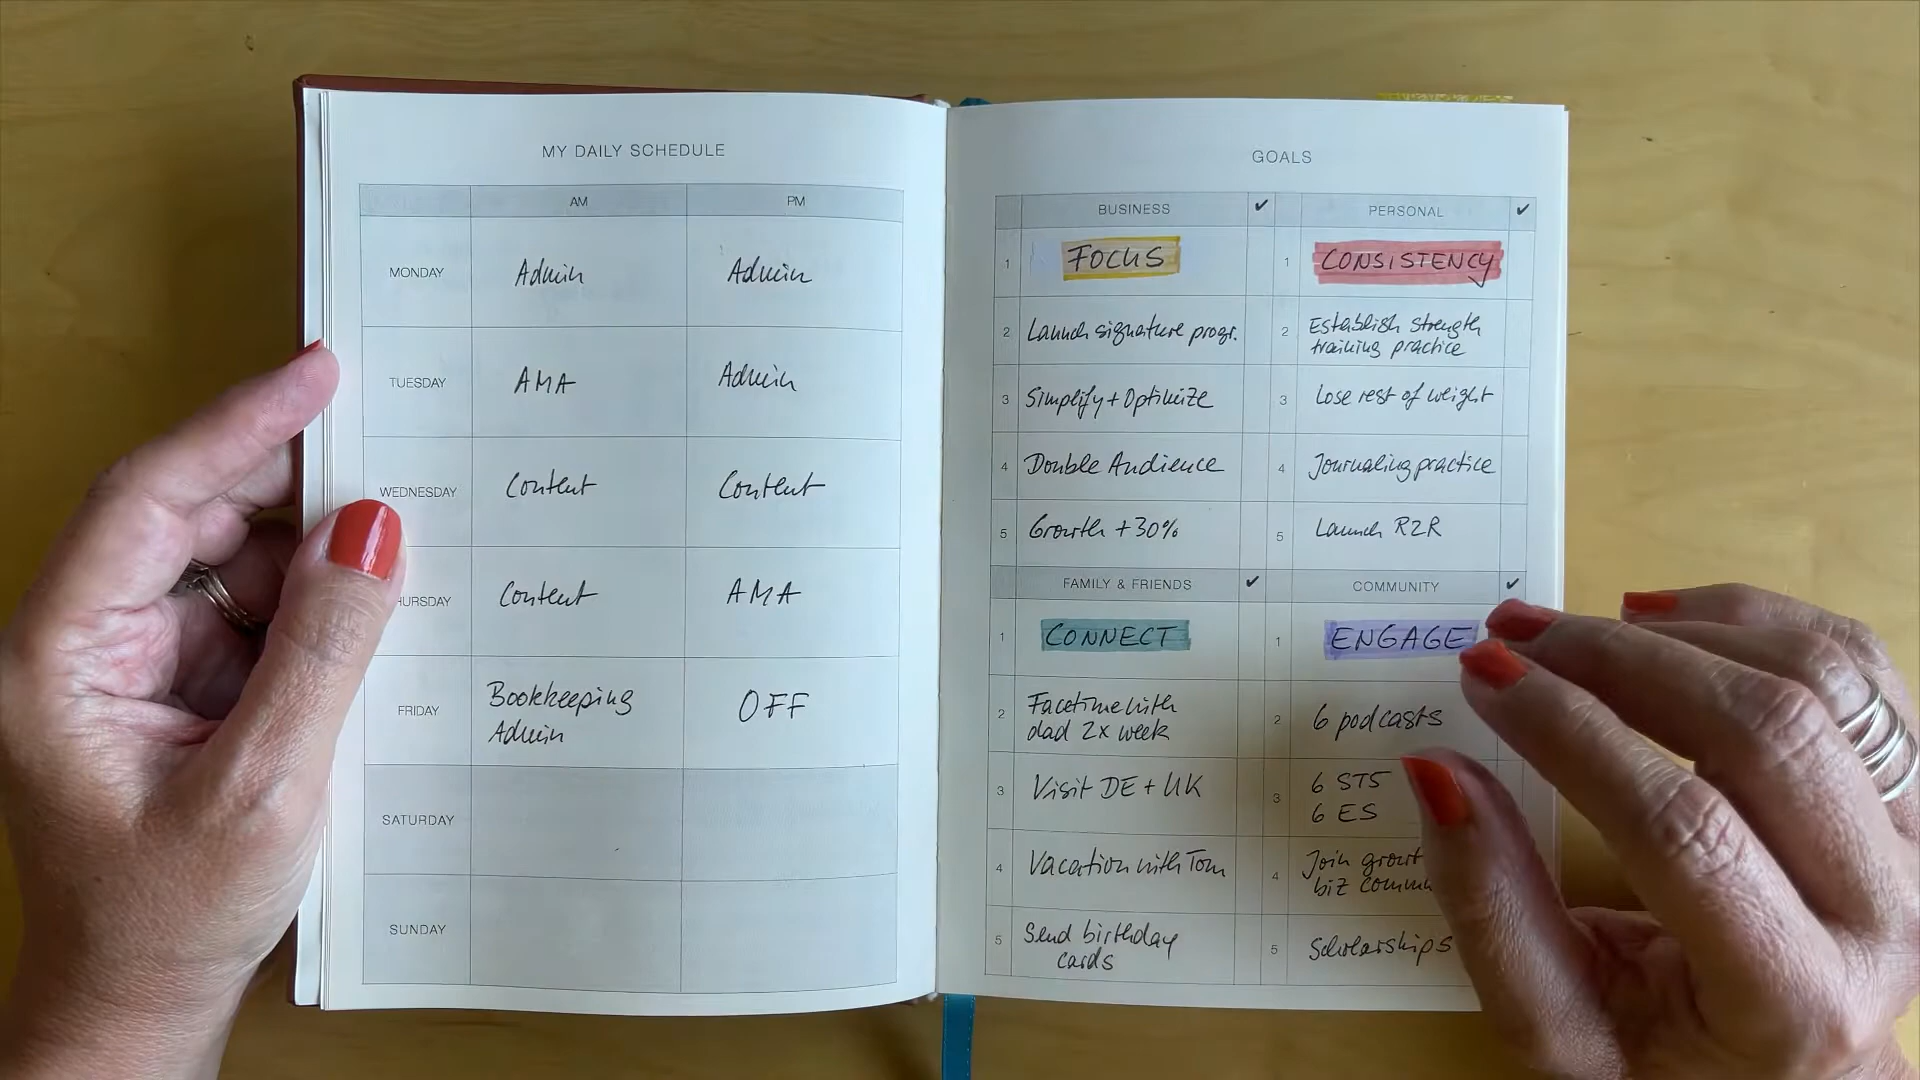 MY DAILY SCHEDULE
AM PM
MONDAY Admin Admin
TUESDAY AMA Admin
WEDNESDAY Content Content
HURSDAY Content AMA
FRIDAY Bookkeeping
Admin
OFF
SATURDAY
SUNDAY
GOALS
BUSINESS ✔
1 FOCUS
2 Launch signature progr.
3 Simplify + Optimize
4 Double Audience
5 Growth +30%
PERSONAL ✔
1 CONSISTENCY
2 Establish strength
training practice
3 Lose rest of weight
4 Journaling practice
5 Launch R2R
FAMILY & FRIENDS ✔
1 CONNECT
2 Facetime with
dad 2x week
3 Visit DE + UK
4 Vacation with Tom
5 Send birthday
cards
COMMUNITY ✔
1 ENGAGE
2 6 podcasts
3 6 STS
6 ES
4 Join
biz
5 Scholarships